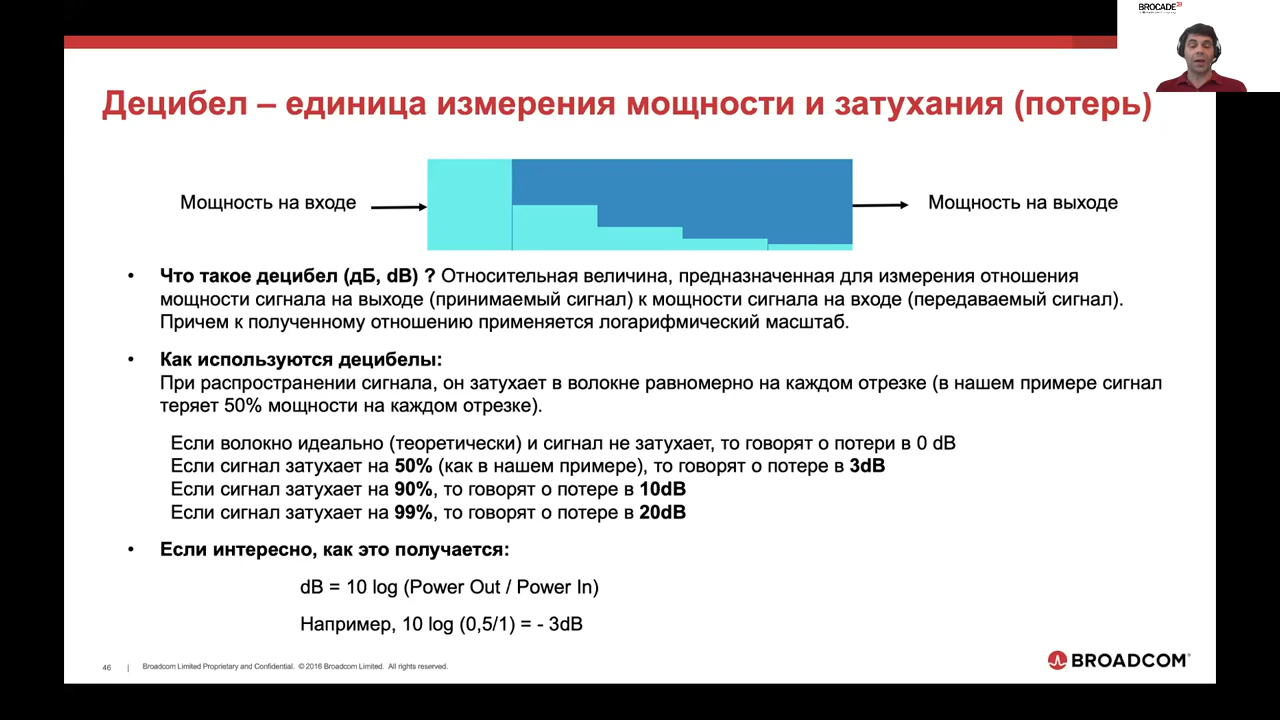 BROCADE
Децибел – единица измерения мощности и затухания (потерь)
Мощность на входе
Мощность на выходе
• Что такое децибел (дБ, dB) ? Относительная величина, предназначенная для измерения отношения
мощности сигнала на выходе (принимаемый сигнал) к мощности сигнала на входе (передаваемый сигнал).
Причем к полученному отношению применяется логарифмический масштаб.
• Как используются децибелы:
При распространении сигнала, он затухает в волокне равномерно на каждом отрезке (в нашем примере сигнал
теряет 50% мощности на каждом отрезке).
Если волокно идеально (теоретически) и сигнал не затухает, то говорят о потери в 0 dB
Если сигнал затухает на 50% (как в нашем примере), то говорят о потере в 3dB
Если сигнал затухает на 90%, то говорят о потере в 10dB
Если сигнал затухает на 99%, то говорят о потере в 20dB
• Если интересно, как это получается:
dB = 10 log (Power Out / Power In)
Например, 10 log (0,5/1) = - 3dB
46 | Broadcom Limited Proprietary and Confidential. © 2016 Broadcom Limited. All rights reserved.
BROADCOM®